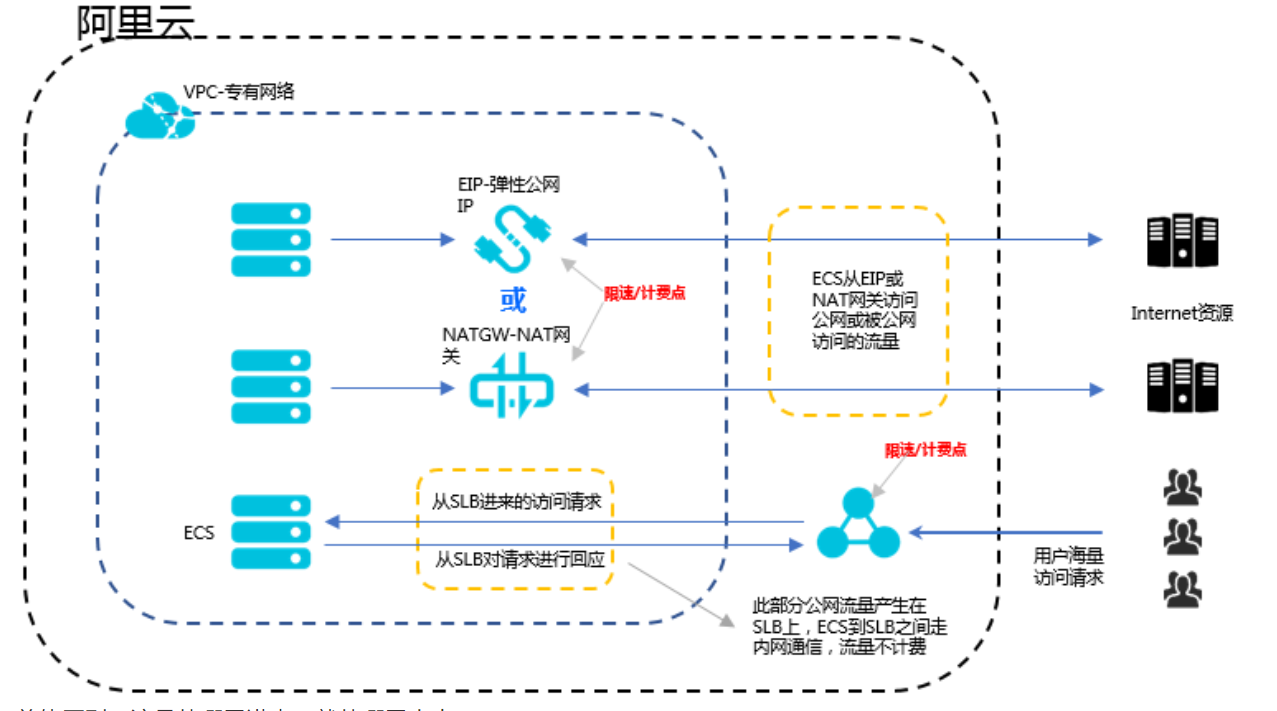 阿里云
VPC-专有网络
EIP-弹性公网
IP
或
限速/计费点
NATGW-NAT网
关
ECS从EIP或
NAT网关访问
公网或被公网
访问的流量
Internet资源
限速/计费点
从SLB进来的访问请求
ECS
从SLB对请求进行回应
用户海量
访问请求
此部分公网流量产生在
SLB上，ECS到SLB之间走
内网通信，流量不计费